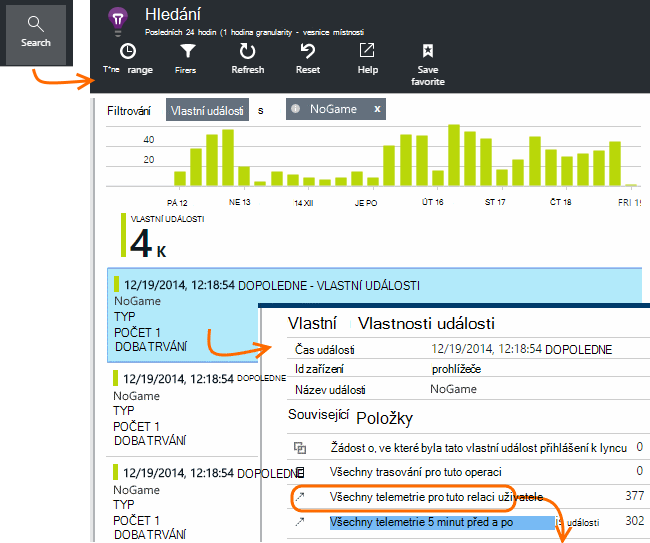 Search
Hledání
Posledních 24 hodin (1 hodina granularity - vesnice místnosti
T*ne range
Firers
Refresh
Reset
Help
Save favorite
Filtrování Vlastní události s NoGame x
40
20
PÁ 12 NE 13 14 XII JE PO ÚT 16 ST 17 ČT 18 FRI 19
VLASTNÍ UDÁLOSTI
4 K
12/19/2014, 12:18:54 DOPOLEDNE - VLASTNÍ UDÁLOSTI
NoGame
TYP
POČET 1
DOBA TRVÁNÍ
12/19/2014, 12:18:54 DOPOLEDNE
NoGame
TYP
POČET 1
DOBA TRVÁNÍ
12/19/2014, 12:18:54 DOPOLEDNE
NoGame
TYP
POČET 1
DOBA TRVÁNÍ
Vlastní Vlastnosti události
Čas události 12/19/2014, 12:18:54 DOPOLEDNE
Id zařízení prohlížeče
Název události NoGame
Související Položky
Žádost o, ve které byla tato vlastní událost přihlášení k lyncu 0
Všechny trasování pro tuto operaci 0
Všechny telemetrie pro tuto relaci uživatele 377
Všechny telemetrie 5 minut před a po události 302